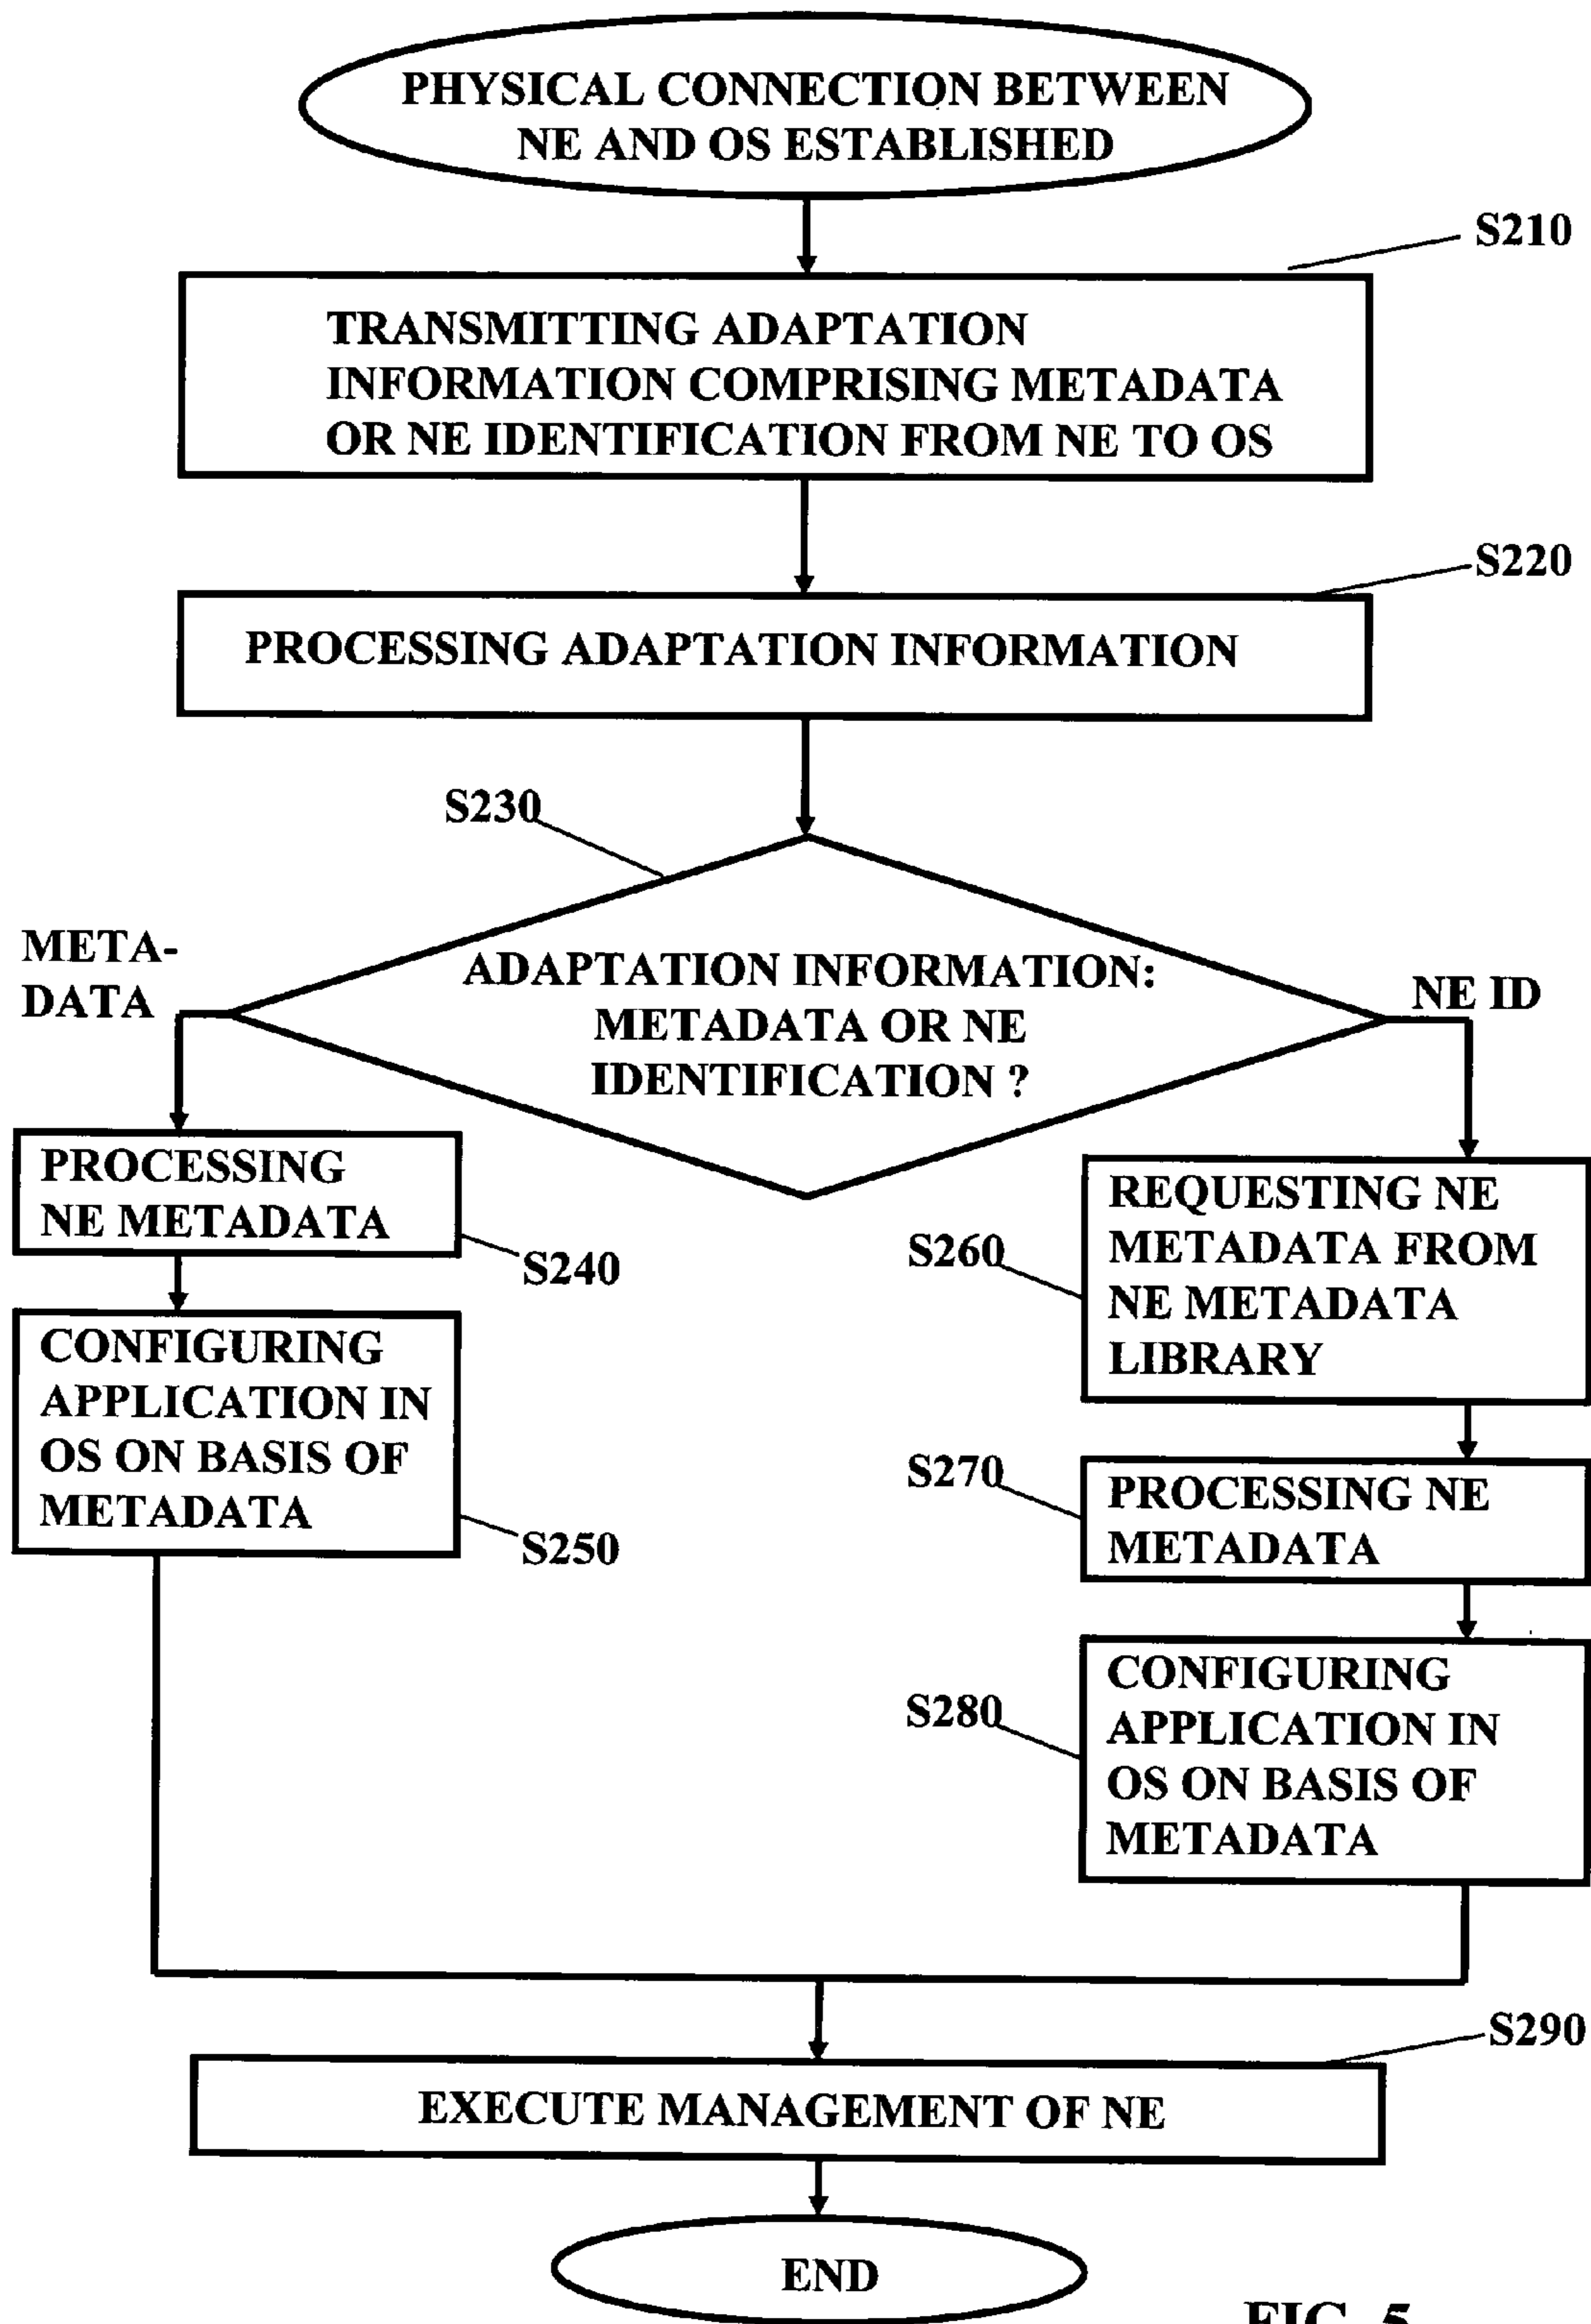 PHYSICAL CONNECTION BETWEEN
NE AND OS ESTABLISHED
S210
TRANSMITTING ADAPTATION
INFORMATION COMPRISING METADATA
OR NE IDENTIFICATION FROM NE TO OS
S220
PROCESSING ADAPTATION INFORMATION
S230
META-
DATA
ADAPTATION INFORMATION:
METADATA OR NE
IDENTIFICATION ?
NE ID
PROCESSING
NE METADATA
S240
CONFIGURING
APPLICATION IN
OS ON BASIS OF
METADATA
S250
REQUESTING NE
METADATA FROM
NE METADATA
LIBRARY
S260
S270
PROCESSING NE
METADATA
S280
CONFIGURING
APPLICATION IN
OS ON BASIS OF
METADATA
S290
EXECUTE MANAGEMENT OF NE
END
FIG. 5